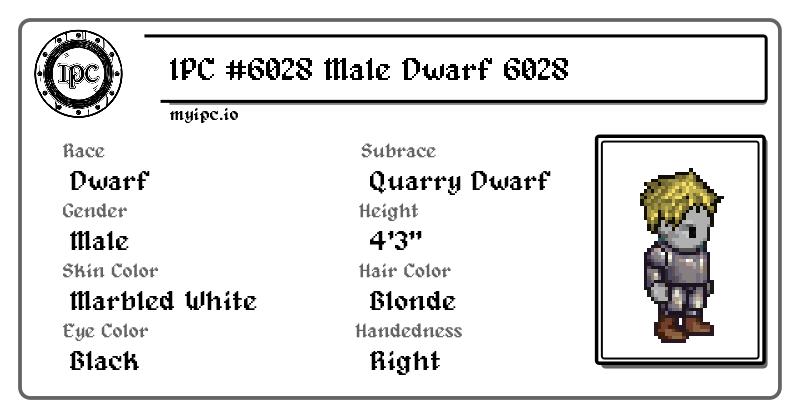 IPC
IPC #6028 Male Dwarf 6028
myipc.io
Race
Dwarf
Subrace
Quarry Dwarf
Gender
Male
Height
4'3"
Skin Color
Marbled White
Hair Color
Blonde
Eye Color
Black
Handedness
Right